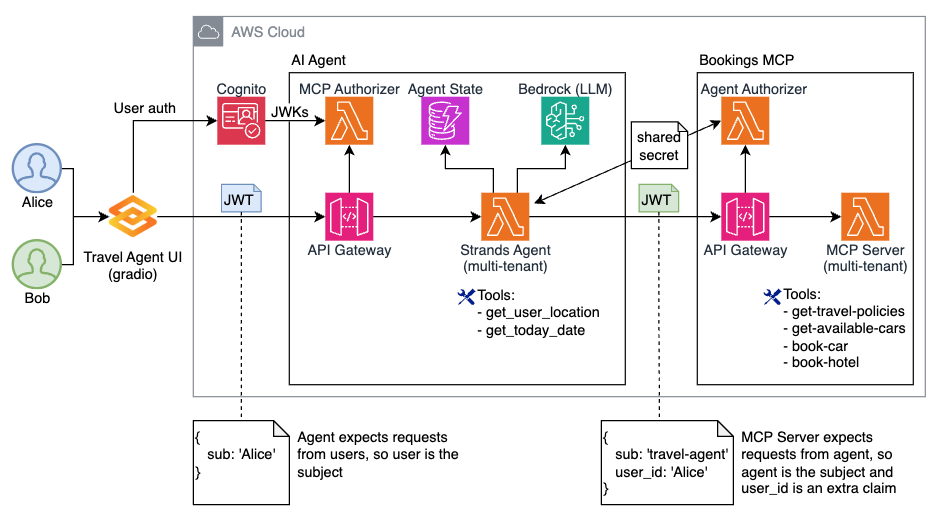 AWS Cloud
AI Agent
Bookings MCP
Cognito
MCP Authorizer
Agent State
Bedrock (LLM)
Agent Authorizer
User auth
JWKs
shared
secret
Alice
JWT
JWT
Travel Agent UI
(gradio)
API Gateway
Strands Agent
(multi-tenant)
API Gateway
MCP Server
(multi-tenant)
Bob
Tools:
- get_user_location
- get_today_date
Tools:
- get-travel-policies
- get-available-cars
- book-car
- book-hotel
{
sub: 'Alice'
}
Agent expects requests
from users, so user is the
subject
{
sub: 'travel-agent'
user_id: 'Alice'
}
MCP Server expects
requests from agent, so
agent is the subject and
user_id is an extra claim